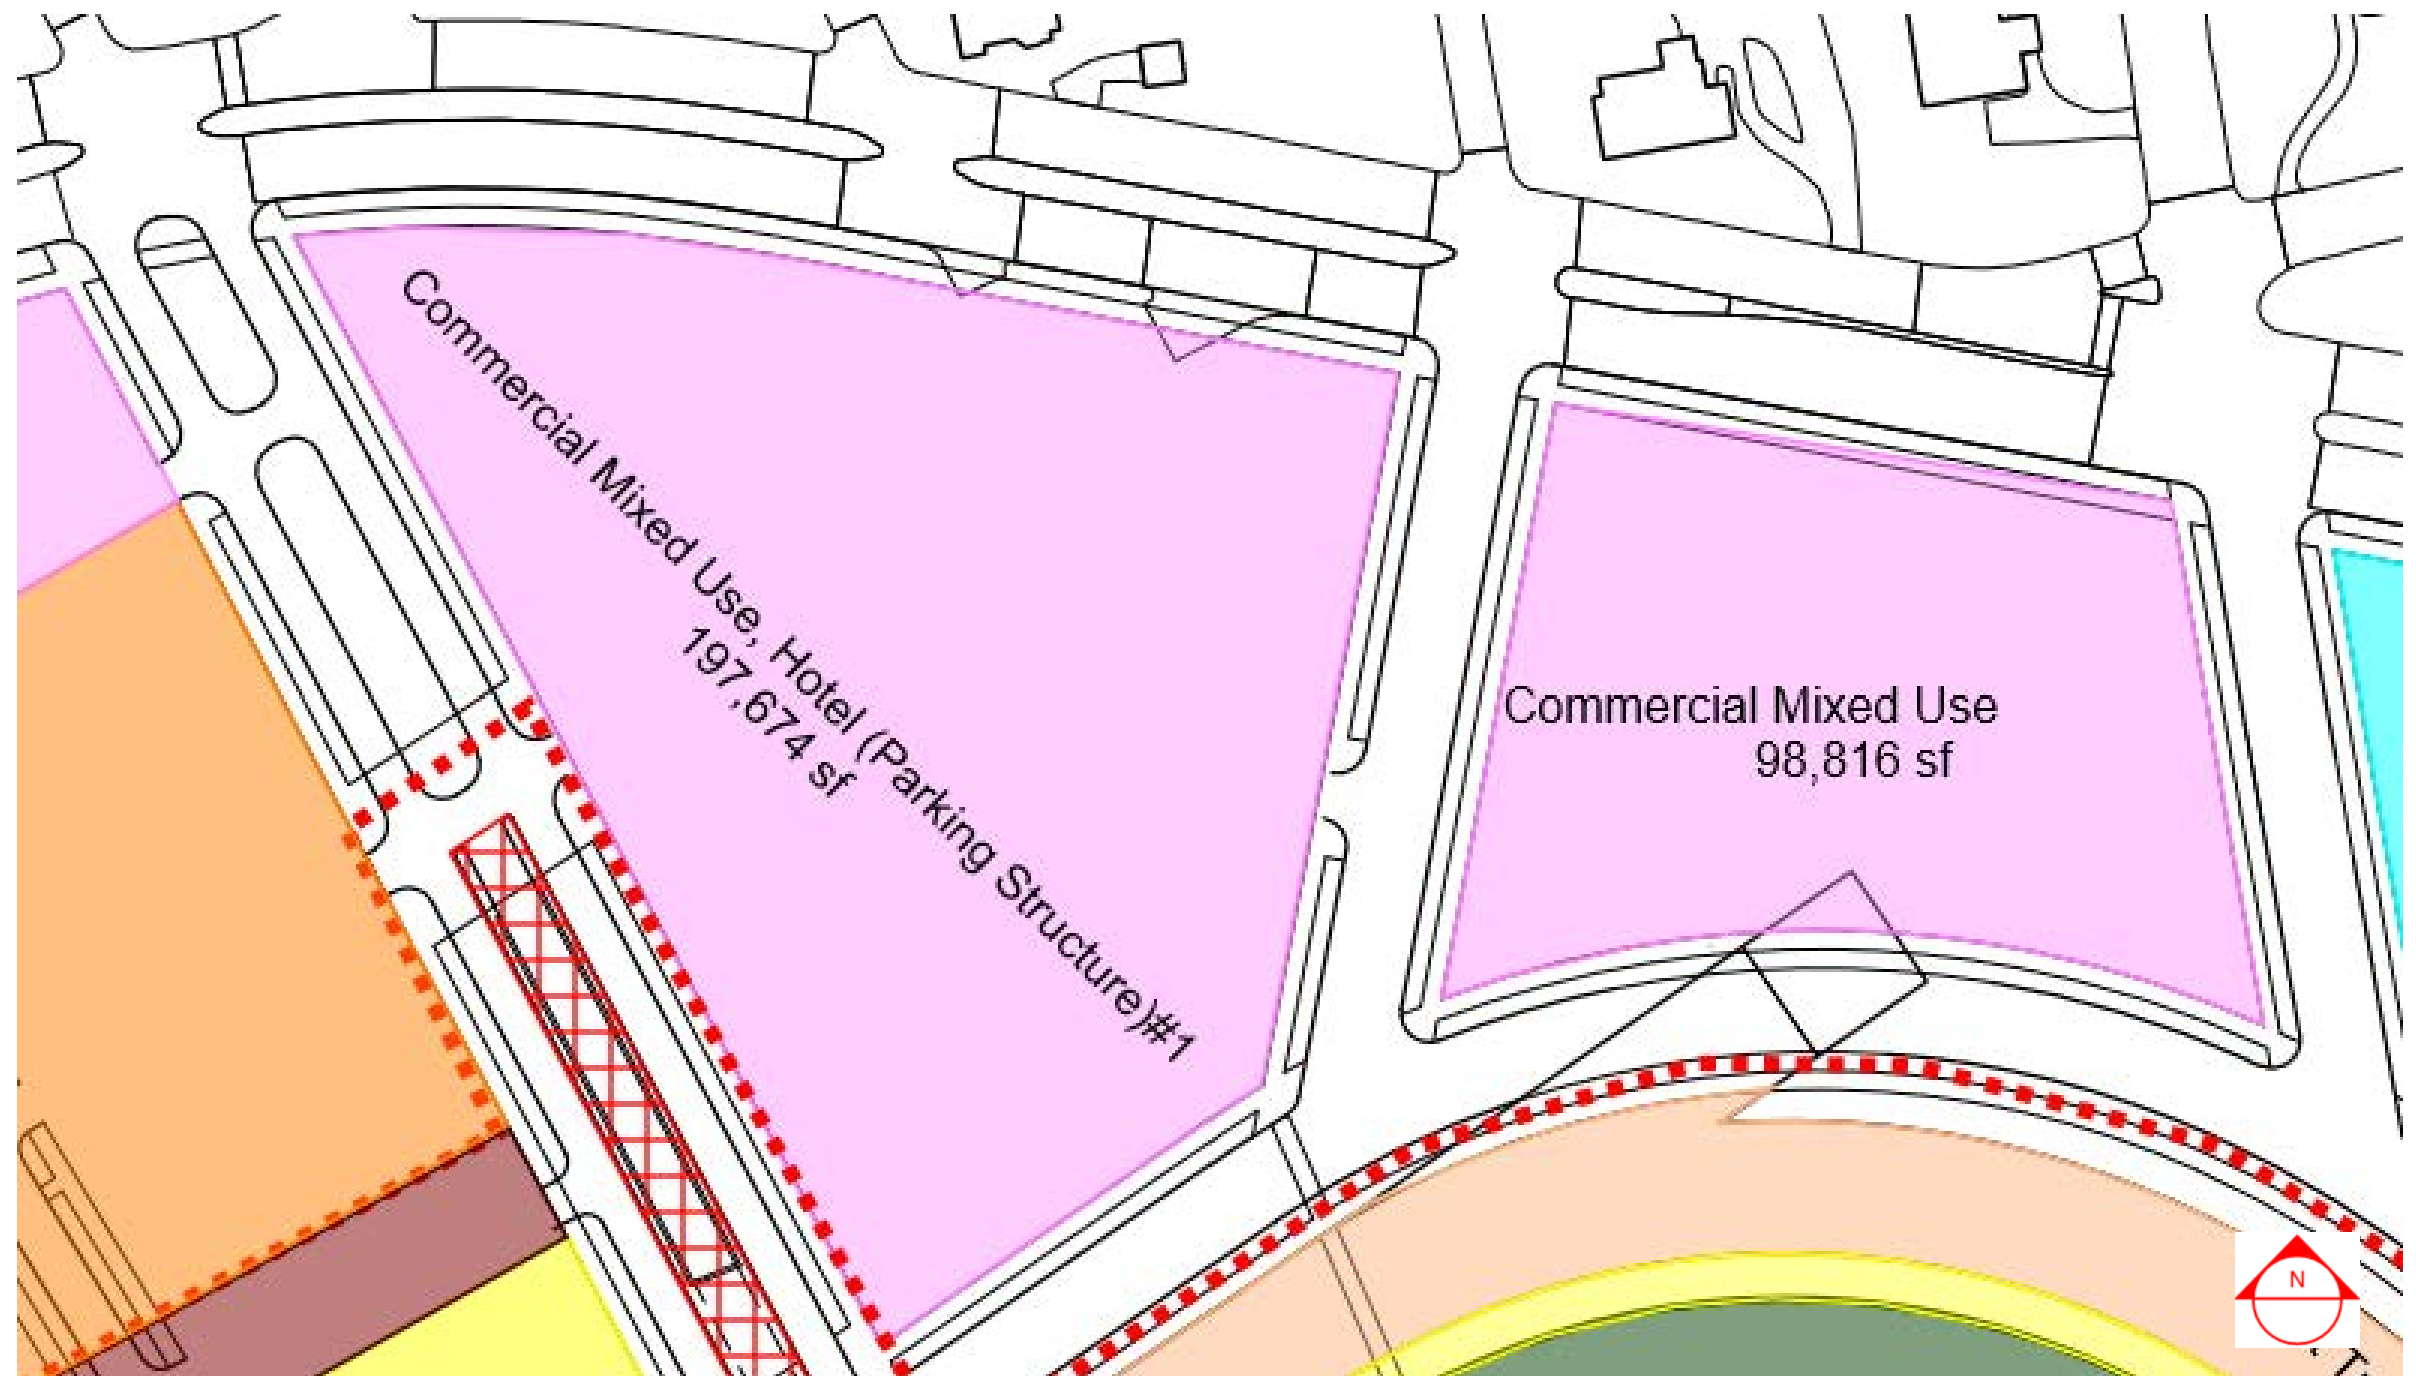 Commercial Mixed Use, Hotel (Parking Structure)#1
197,674 sf
Commercial Mixed Use
98,816 sf
N